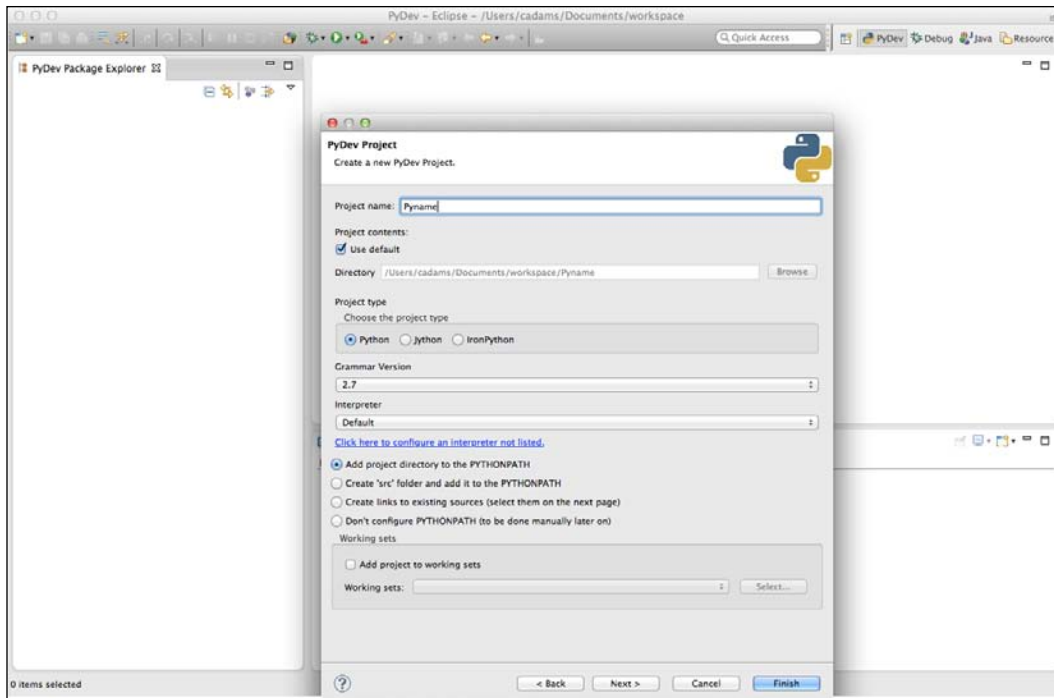 PyDev - Eclipse - /Users/cadams/Documents/workspace
Quick Access
PyDev Debug Java Resource
PyDev Package Explorer
PyDev Project
Create a new PyDev Project.
Project name: Pyname
Project contents:
Use default
Directory /Users/cadams/Documents/workspace/Pyname Browse
Project type
Choose the project type
Python Jython IronPython
Grammar Version
2.7
Interpreter
Default
Click here to configure an interpreter not listed.
Add project directory to the PYTHONPATH
Create 'src' folder and add it to the PYTHONPATH
Create links to existing sources (select them on the next page)
Don't configure PYTHONPATH (to be done manually later on)
Working sets
Add project to working sets
Working sets: Select...
0 items selected
? < Back Next > Cancel Finish